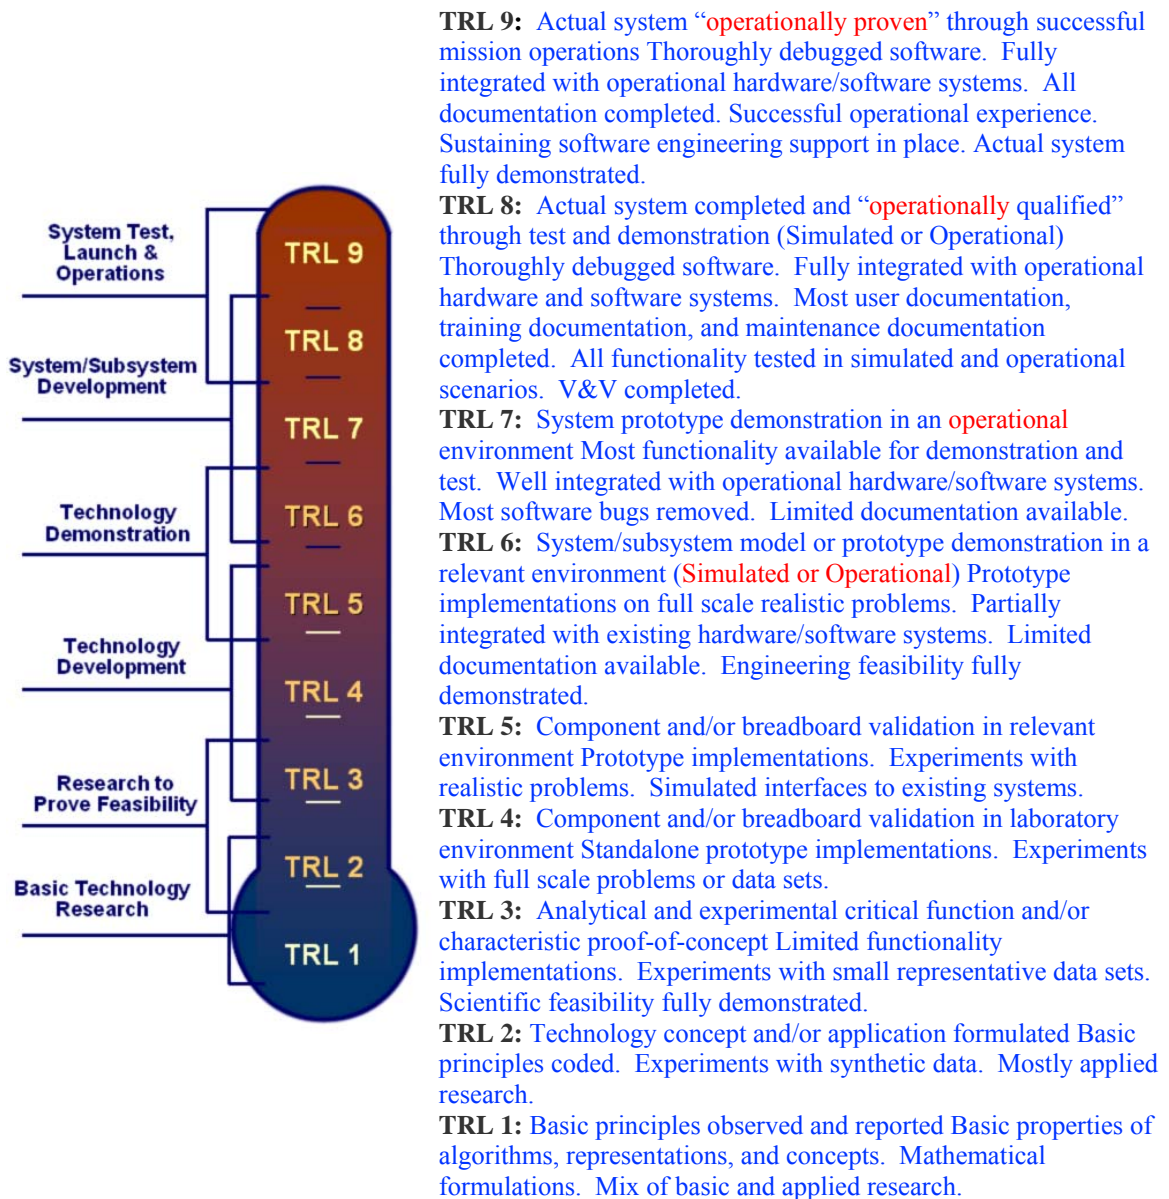 System Test,
Launch &
Operations
System/Subsystem
Development
Technology
Demonstration
Technology
Development
Research to
Prove Feasibility
Basic Technology
Research
TRL 9
TRL 8
TRL 7
TRL 6
TRL 5
TRL 4
TRL 3
TRL 2
TRL 1
TRL 9: Actual system “operationally proven” through successful
mission operations Thoroughly debugged software. Fully
integrated with operational hardware/software systems. All
documentation completed. Successful operational experience.
Sustaining software engineering support in place. Actual system
fully demonstrated.
TRL 8: Actual system completed and “operationally qualified”
through test and demonstration (Simulated or Operational)
Thoroughly debugged software. Fully integrated with operational
hardware and software systems. Most user documentation,
training documentation, and maintenance documentation
completed. All functionality tested in simulated and operational
scenarios. V&V completed.
TRL 7: System prototype demonstration in an operational
environment Most functionality available for demonstration and
test. Well integrated with operational hardware/software systems.
Most software bugs removed. Limited documentation available.
TRL 6: System/subsystem model or prototype demonstration in a
relevant environment (Simulated or Operational) Prototype
implementations on full scale realistic problems. Partially
integrated with existing hardware/software systems. Limited
documentation available. Engineering feasibility fully
demonstrated.
TRL 5: Component and/or breadboard validation in relevant
environment Prototype implementations. Experiments with
realistic problems. Simulated interfaces to existing systems.
TRL 4: Component and/or breadboard validation in laboratory
environment Standalone prototype implementations. Experiments
with full scale problems or data sets.
TRL 3: Analytical and experimental critical function and/or
characteristic proof-of-concept Limited functionality
implementations. Experiments with small representative data sets.
Scientific feasibility fully demonstrated.
TRL 2: Technology concept and/or application formulated Basic
principles coded. Experiments with synthetic data. Mostly applied
research.
TRL 1: Basic principles observed and reported Basic properties of
algorithms, representations, and concepts. Mathematical
formulations. Mix of basic and applied research.